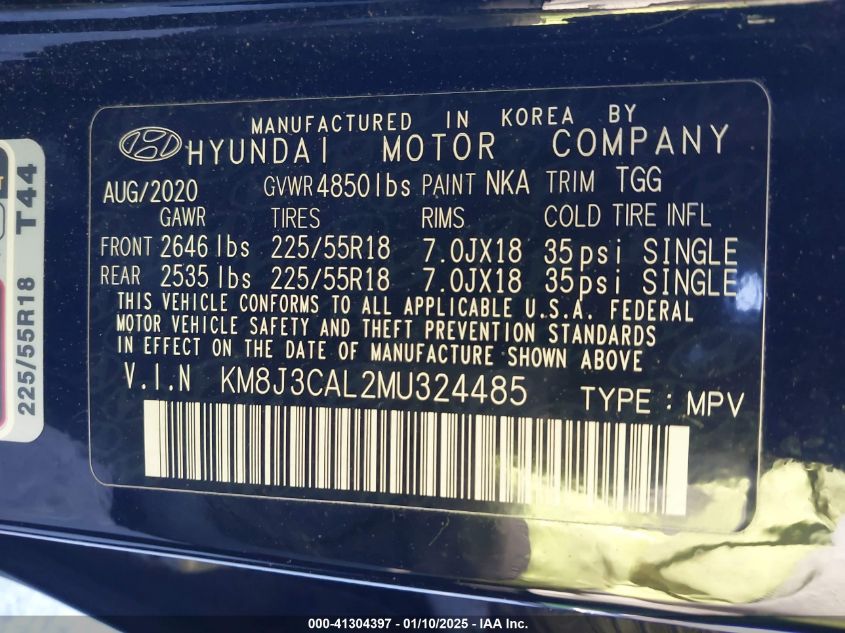 MANUFACTURED IN KOREA BY
HYUNDAI MOTOR COMPANY
AUG/2020 GVWR 4850lbs PAINT NKA TRIM TGG
GAWR TIRES RIMS COLD TIRE INFL
FRONT 2646 lbs 225/55R18 7.0JX18 35psi SINGLE
REAR 2535 lbs 225/55R18 7.0JX18 35psi SINGLE
THIS VEHICLE CONFORMS TO ALL APPLICABLE U.S.A. FEDERAL
MOTOR VEHICLE SAFETY AND THEFT PREVENTION STANDARDS
IN EFFECT ON THE DATE OF MANUFACTURE SHOWN ABOVE
V.I.N KM8J3CAL2MU324485 TYPE : MPV
225/55R18 T44
000-41304397 - 01/10/2025 - IAA Inc.